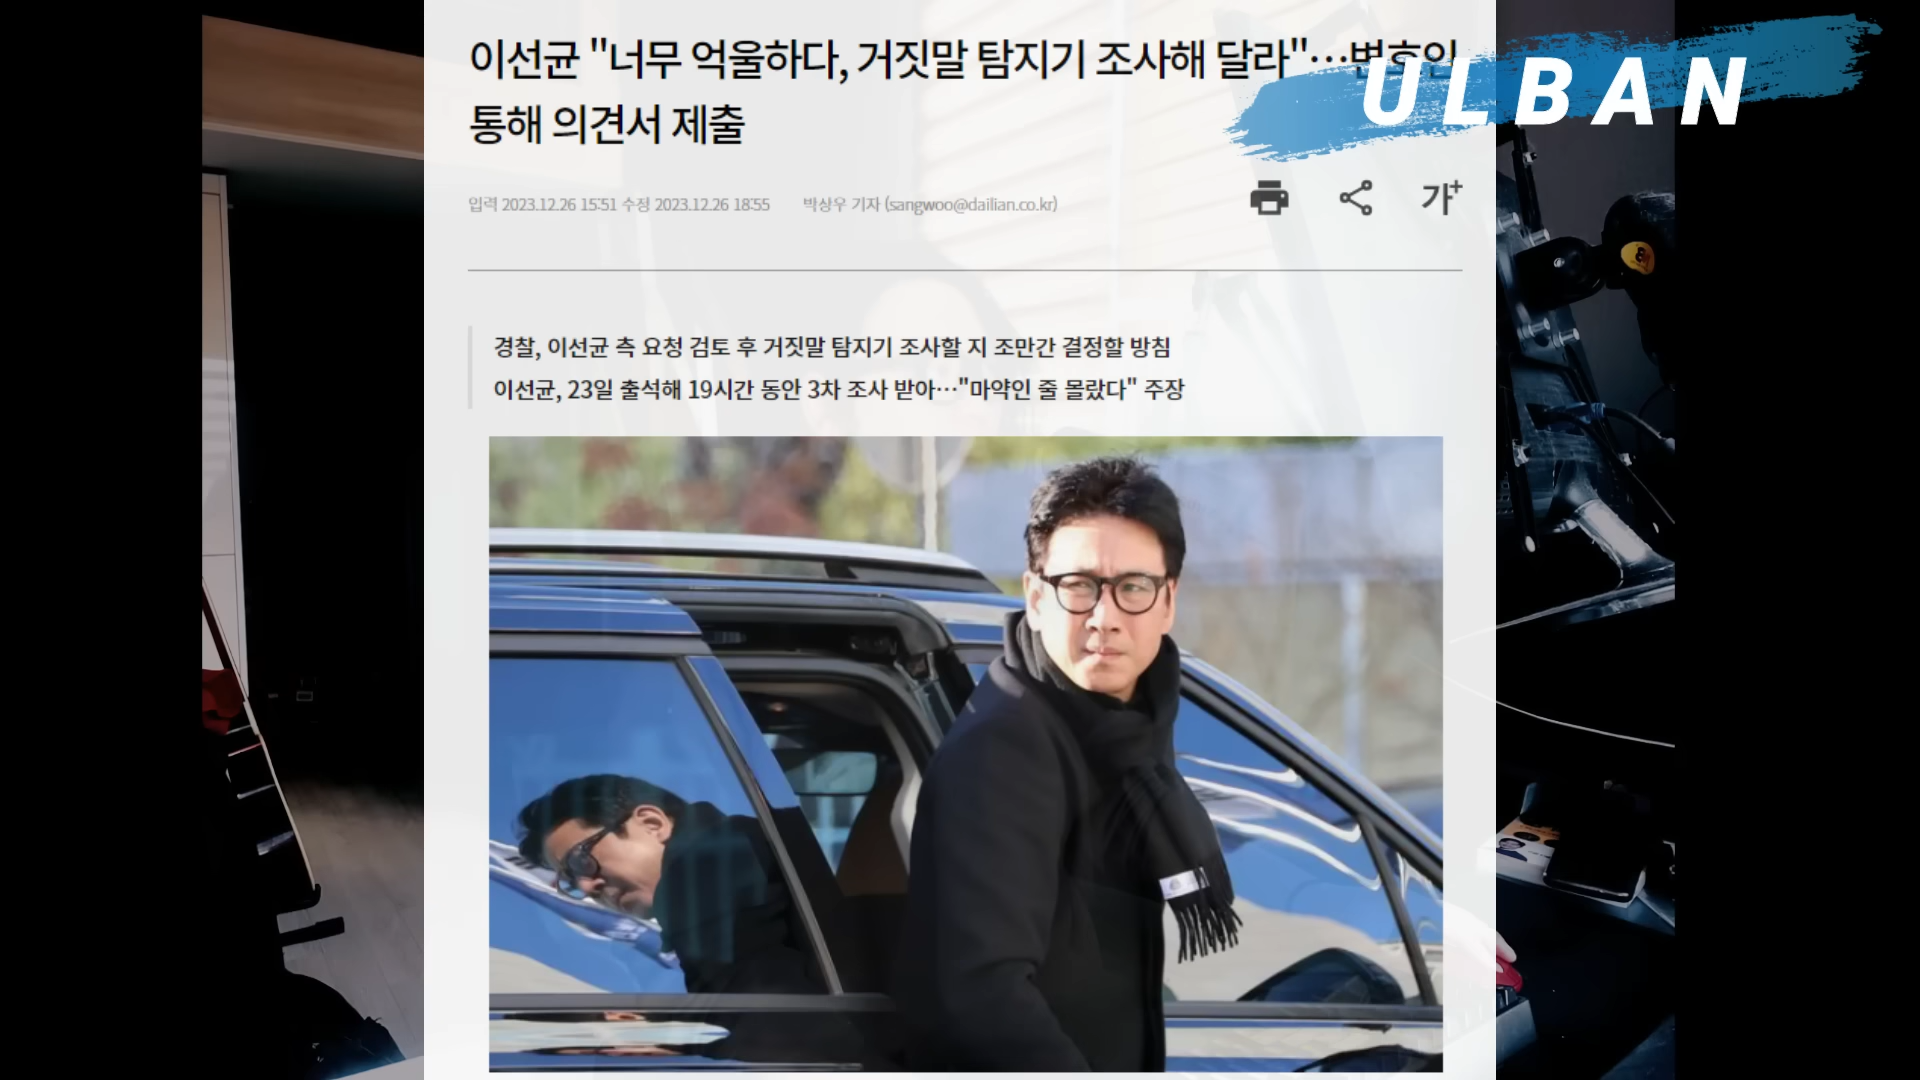 이선균 "너무 억울하다, 거짓말 탐지기 조사해 달라"…변호인
통해 의견서 제출
ULBAN
입력 2023.12.26 15:51 수정 2023.12.26 18:55 박상우 기자 (sangwoo@dailian.co.kr)
가+
경찰, 이선균 측 요청 검토 후 거짓말 탐지기 조사할 지 조만간 결정할 방침
이선균, 23일 출석해 19시간 동안 3차 조사 받아…"마약인 줄 몰랐다" 주장